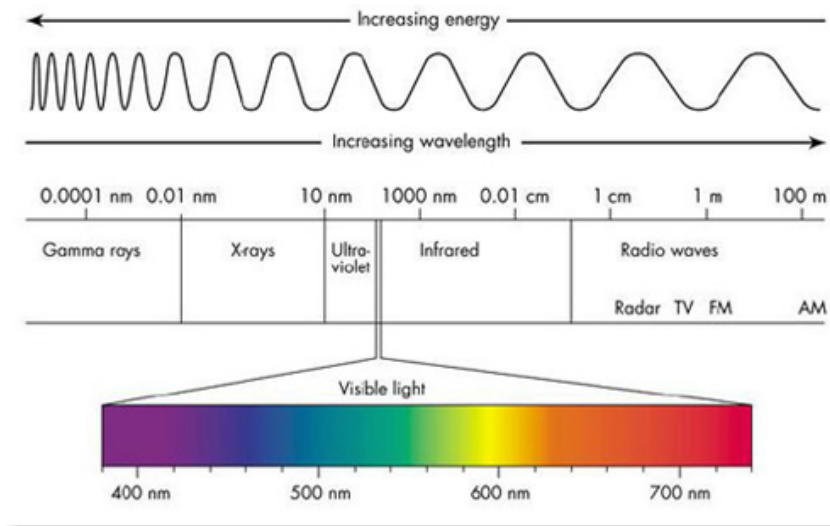 Increasing energy
Increasing wavelength
0.0001 nm 0.01 nm 10 nm 1000 nm 0.01 cm 1 cm 1 m 100 m
Gamma rays X-rays Ultra- Infrared Radio waves
violet
Radar TV FM AM
Visible light
400 nm 500 nm 600 nm 700 nm